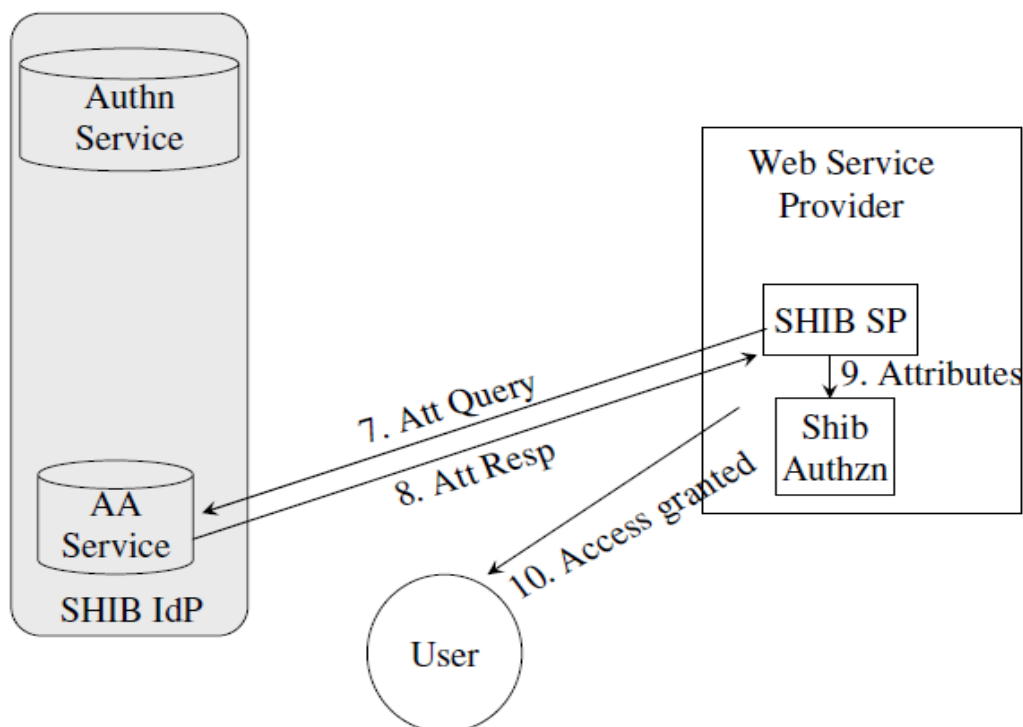 Authn
Service
Web Service
Provider
SHIB SP
7. Att Query
9. Attributes
8. Att Resp
Shib
Authzn
AA
Service
10. Access granted
SHIB IdP
User